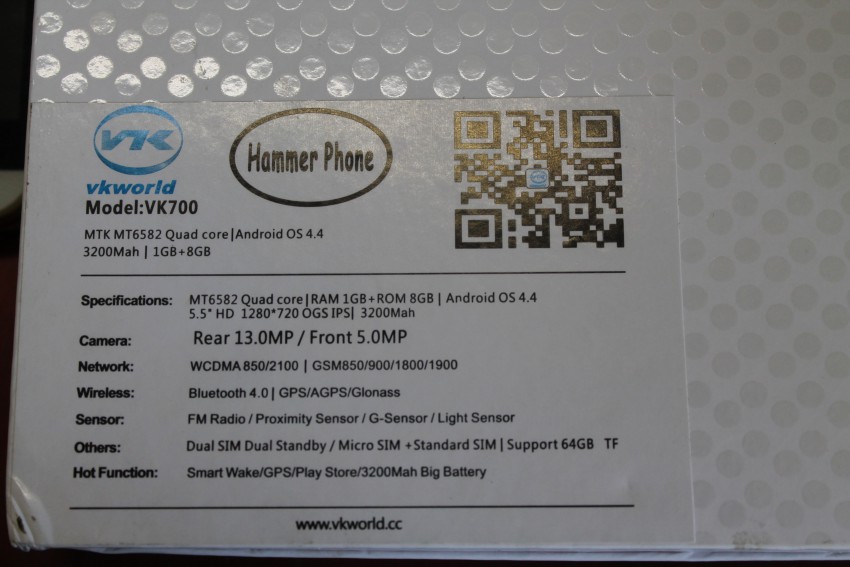 VK
vkworld
Hammer Phone
Model:VK700
MTK MT6582 Quad core|Android OS 4.4
3200Mah | 1GB+8GB
Specifications: MT6582 Quad core|RAM 1GB+ROM 8GB | Android OS 4.4
5.5" HD 1280*720 OGS IPS| 3200Mah
Camera: Rear 13.0MP / Front 5.0MP
Network: WCDMA 850/2100 | GSM850/900/1800/1900
Wireless: Bluetooth 4.0 | GPS/AGPS/Glonass
Sensor: FM Radio / Proximity Sensor / G-Sensor / Light Sensor
Others: Dual SIM Dual Standby / Micro SIM +Standard SIM | Support 64GB TF
Hot Function: Smart Wake/GPS/Play Store/3200Mah Big Battery
www.vkworld.cc